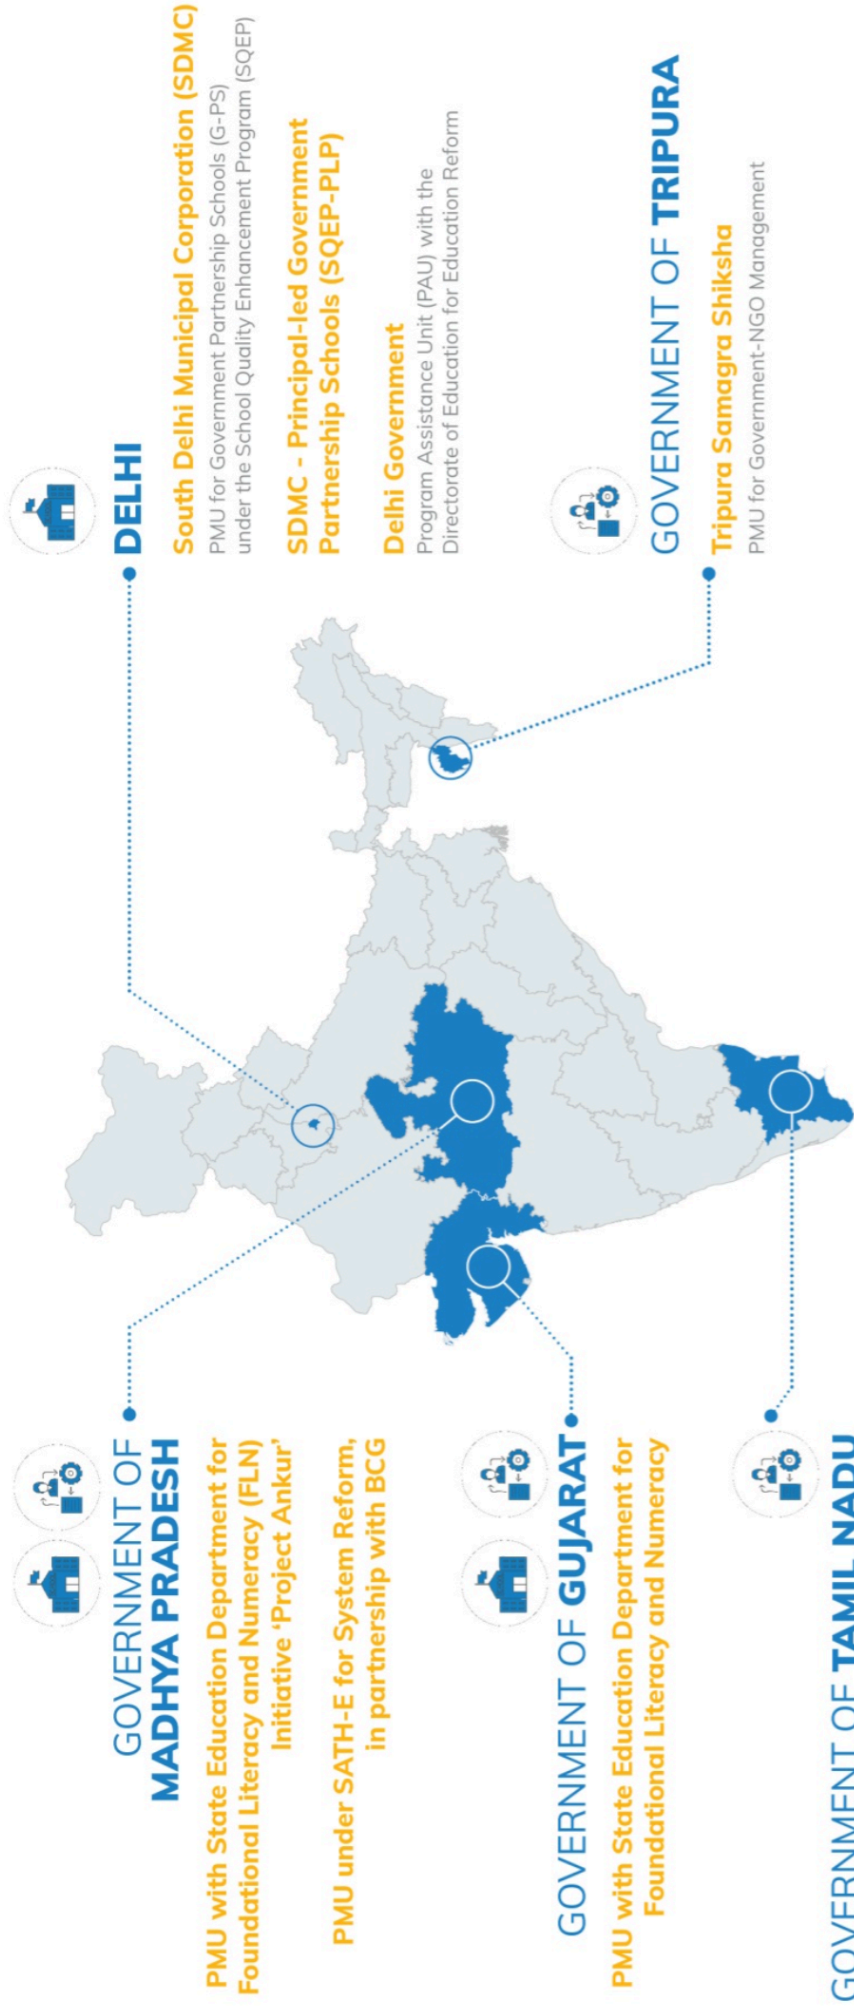 GOVERNMENT OF
MADHYA PRADESH
PMU with State Education Department for
Foundational Literacy and Numeracy (FLN)
Initiative ‘Project Ankur’
PMU under SATH-E for System Reform,
in partnership with BCG
GOVERNMENT OF GUJARAT
PMU with State Education Department for
Foundational Literacy and Numeracy
GOVERNMENT OF TAMIL NADU
DELHI
South Delhi Municipal Corporation (SDMC)
PMU for Government Partnership Schools (G-PS)
under the School Quality Enhancement Program (SQEP)
SDMC - Principal-led Government
Partnership Schools (SQEP-PLP)
Delhi Government
Program Assistance Unit (PAU) with the
Directorate of Education for Education Reform
GOVERNMENT OF TRIPURA
Tripura Samagra Shiksha
PMU for Government-NGO Management